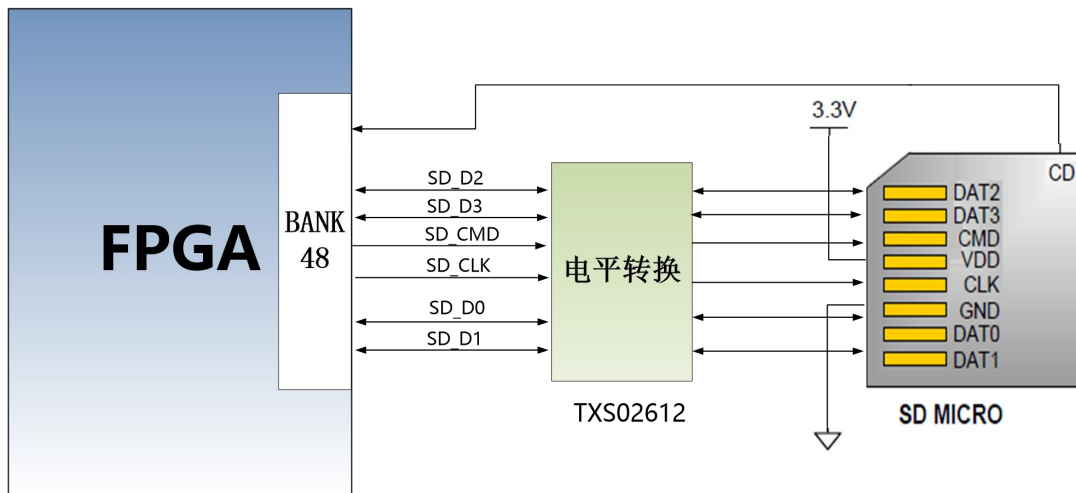 FPGA
BANK
48
SD_D2
SD_D3
SD_CMD
SD_CLK
SD_D0
SD_D1
电平转换
TXS02612
3.3V
CD
DAT2
DAT3
CMD
VDD
CLK
GND
DAT0
DAT1
SD MICRO